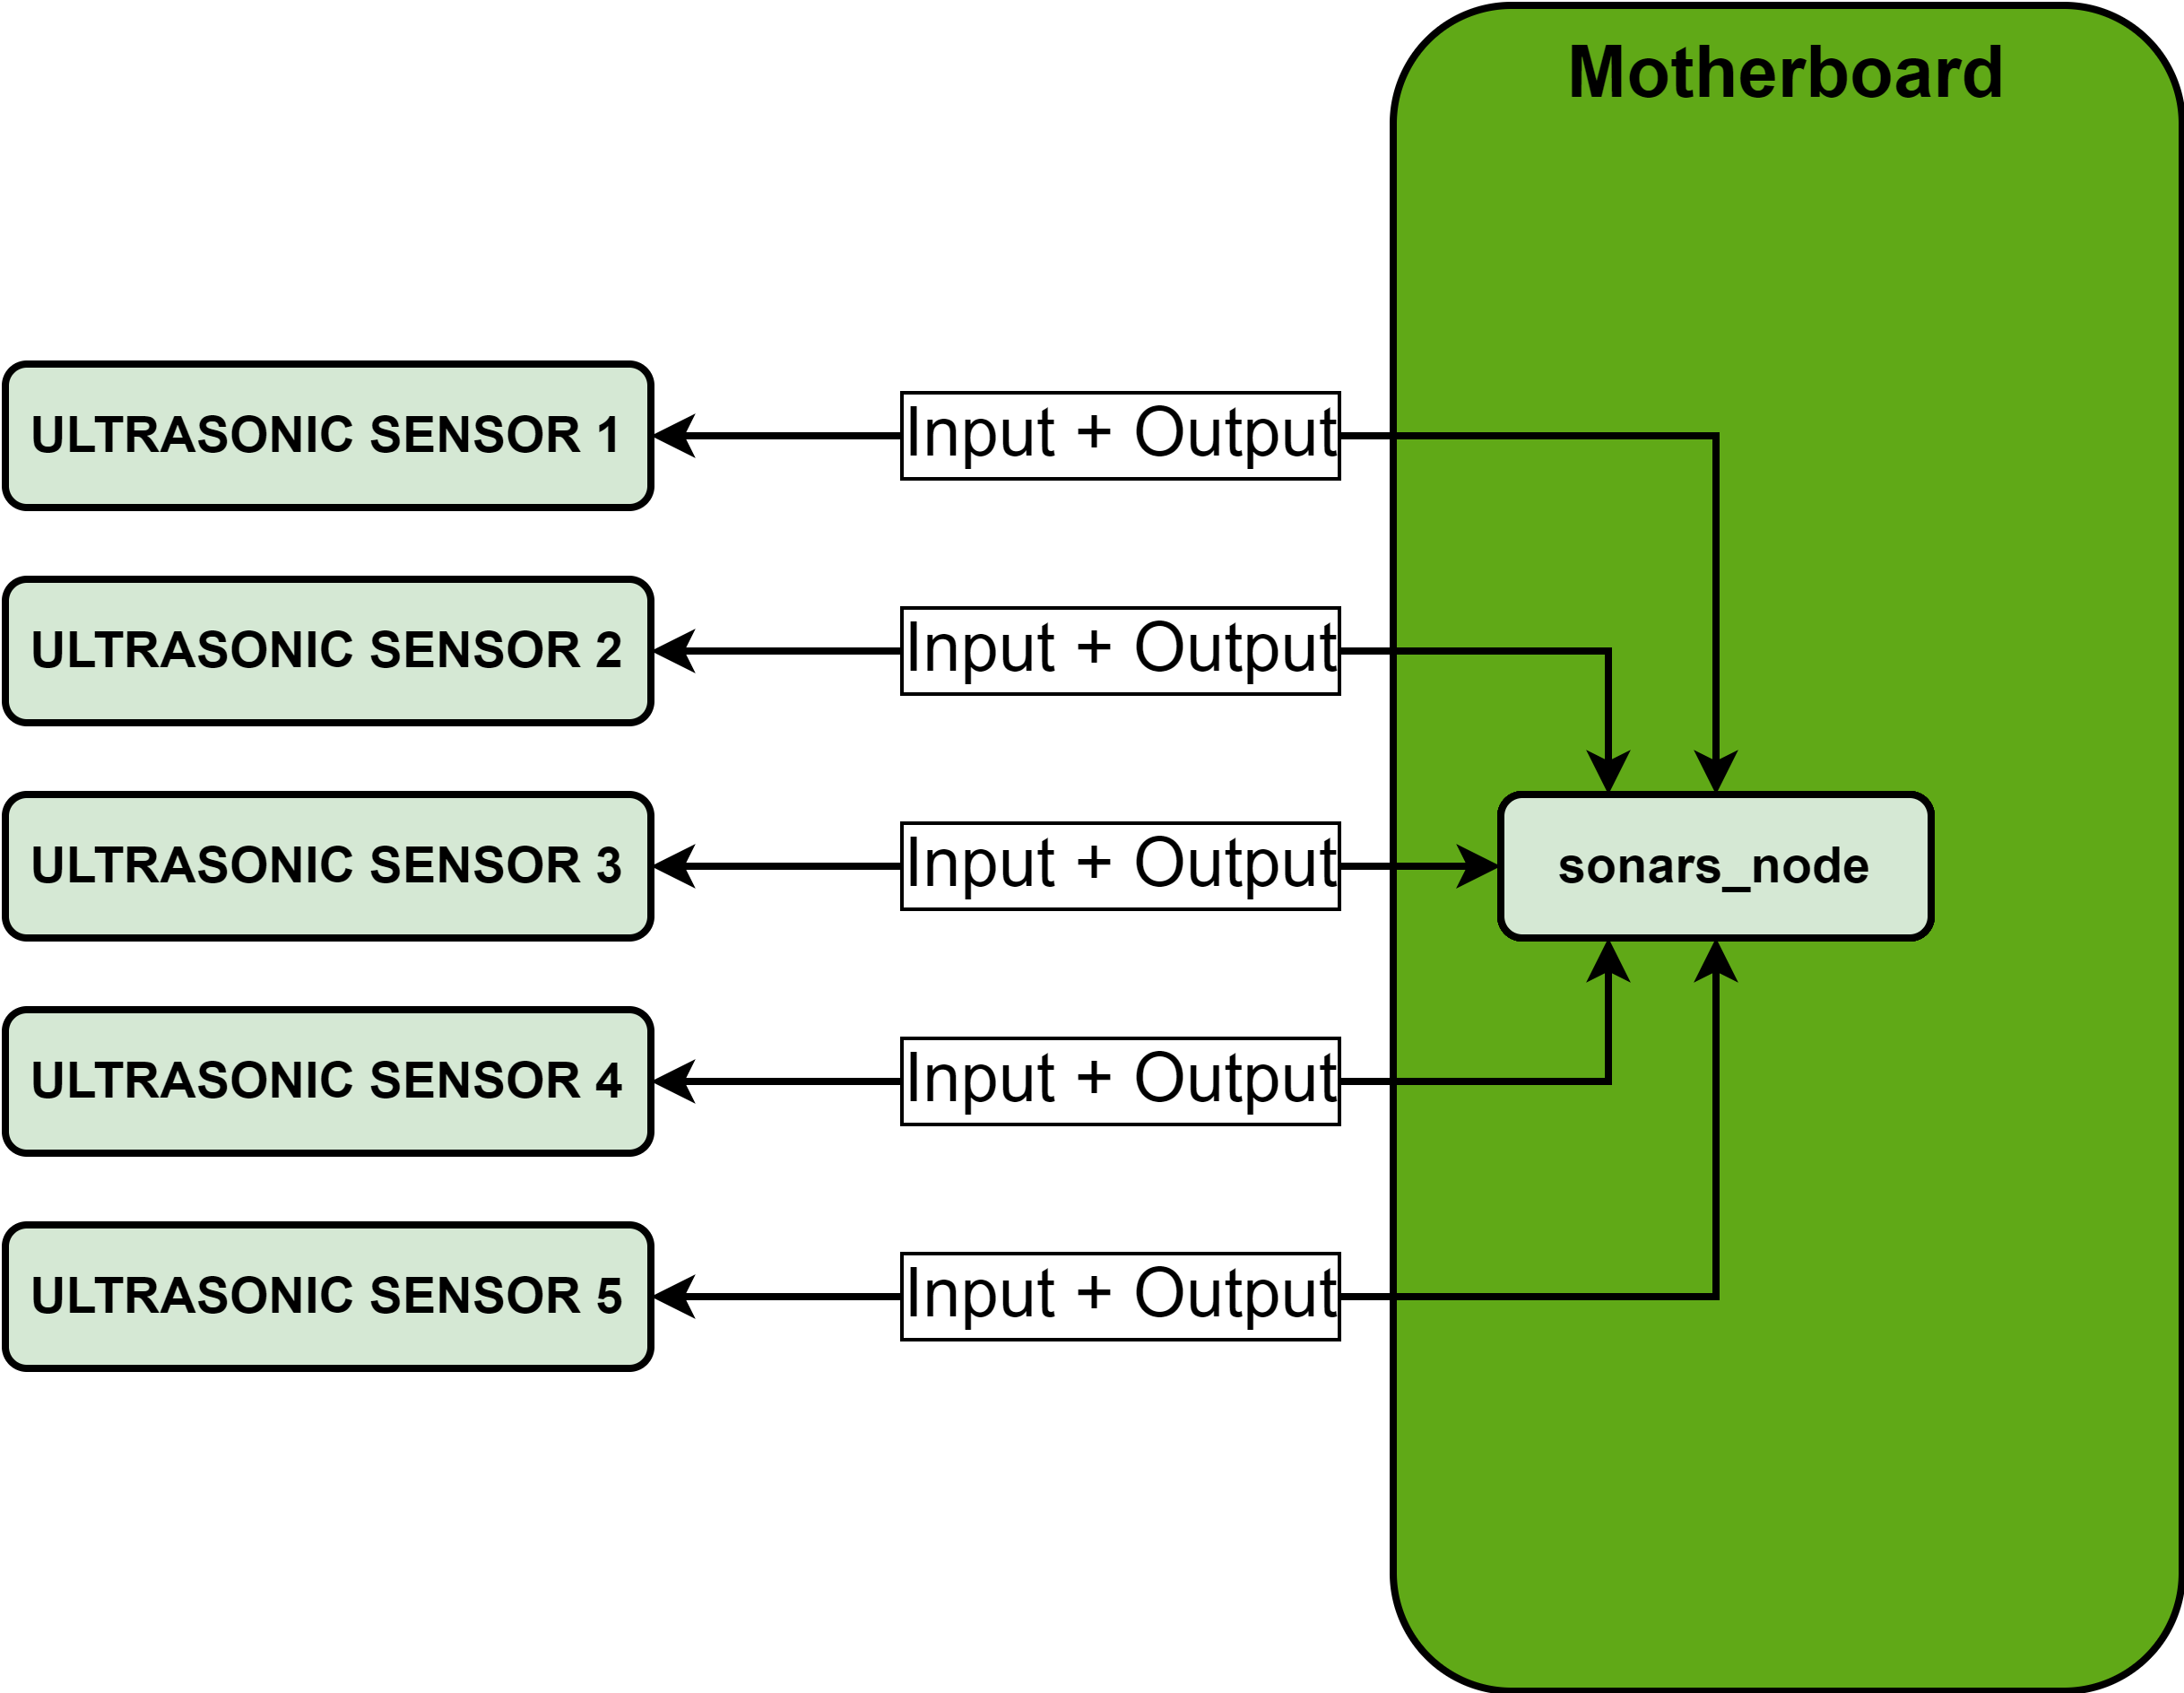 Motherboard
ULTRASONIC SENSOR 1
Input + Output
ULTRASONIC SENSOR 2
Input + Output
ULTRASONIC SENSOR 3
Input + Output
sonars_node
ULTRASONIC SENSOR 4
Input + Output
ULTRASONIC SENSOR 5
Input + Output